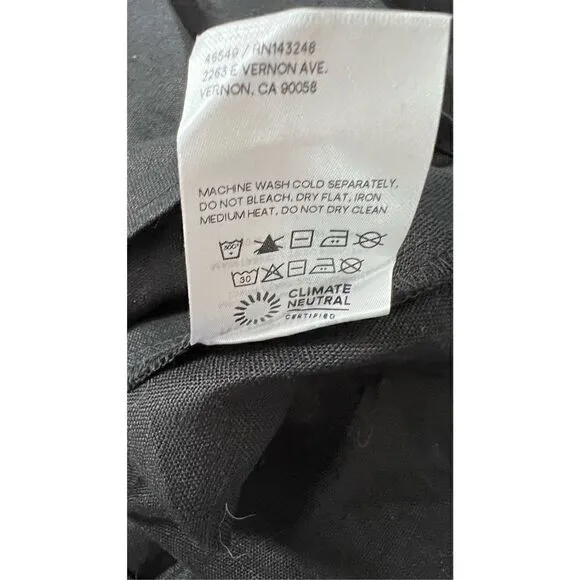 46549 / RN143248
2263 E VERNON AVE.
VERNON, CA 90058
MACHINE WASH COLD SEPARATELY,
DO NOT BLEACH, DRY FLAT, IRON
MEDIUM HEAT, DO NOT DRY CLEAN
30
CLIMATE
NEUTRAL
CERTIFIED